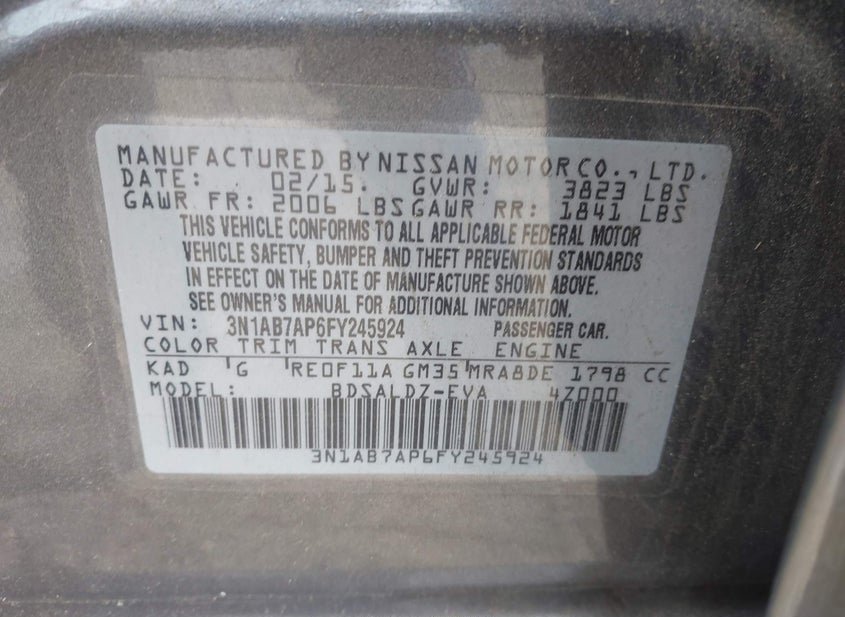 MANUFACTURED BY NISSAN MOTOR CO., LTD.
DATE: 02/15. GVWR: 3823 LBS
GAWR FR: 2006 LBS GAWR RR: 1841 LBS
THIS VEHICLE CONFORMS TO ALL APPLICABLE FEDERAL MOTOR
VEHICLE SAFETY, BUMPER AND THEFT PREVENTION STANDARDS
IN EFFECT ON THE DATE OF MANUFACTURE SHOWN ABOVE.
SEE OWNER'S MANUAL FOR ADDITIONAL INFORMATION.
VIN: 3N1AB7AP6FY245924 PASSENGER CAR.
COLOR TRIM TRANS AXLE ENGINE
KAD G RE0F11A GM35 MRA8DE 1798 CC
MODEL: BDSALDZ-EVA 4Z000
3N1AB7AP6FY245924